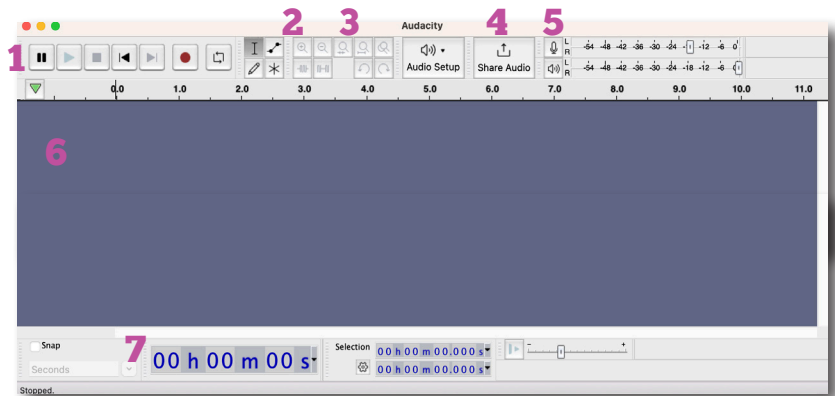 2 3 4 5
Audacity
1
L
R
-54 -48 -42 -36 -30 -24 -18 -12 -6 0
Audio Setup
Share Audio
L
R
-54 -48 -42 -36 -30 -24 -18 -12 -6 0
0.0 1.0 2.0 3.0 4.0 5.0 6.0 7.0 8.0 9.0 10.0 11.0
6
7
Snap
Seconds
00 h 00 m 00 s
Selection
00 h 00 m 00.000 s
00 h 00 m 00.000 s
- +
Stopped.